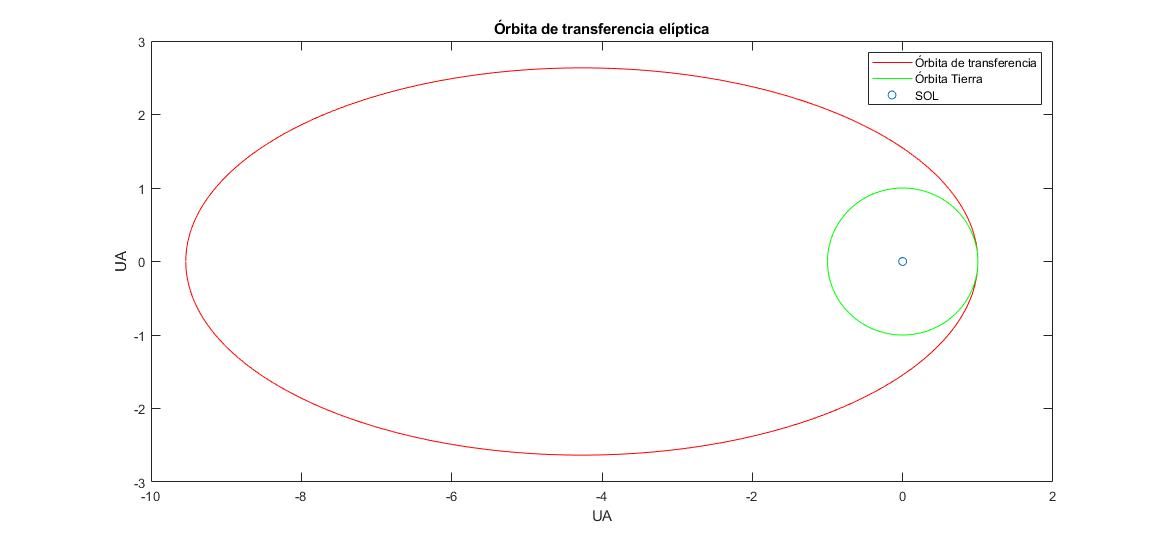 Órbita de transferencia elíptica
Órbita de transferencia
Órbita Tierra
SOL
3
2
1
0
-1
-2
-3
UA
-10
-8
-6
-4
-2
0
2
UA